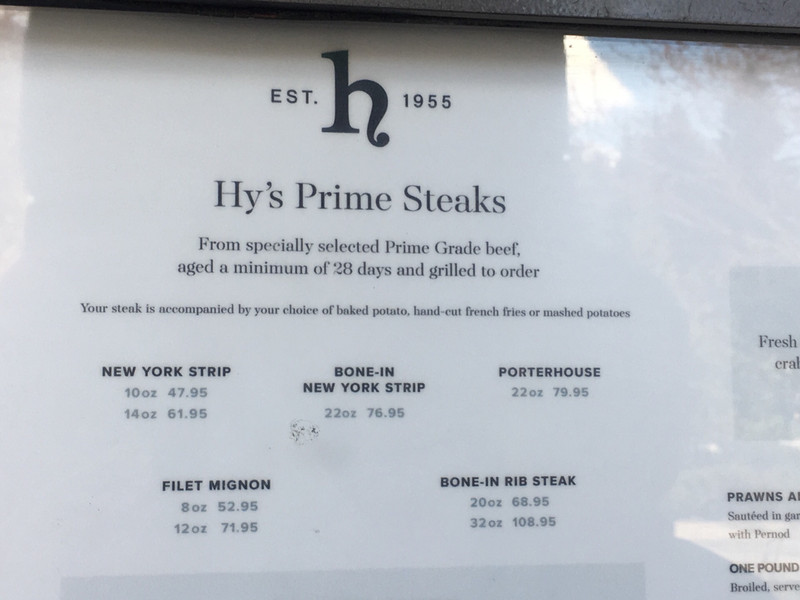 EST. h 1955
Hy's Prime Steaks
From specially selected Prime Grade beef,
aged a minimum of 28 days and grilled to order
Your steak is accompanied by your choice of baked potato, hand-cut french fries or mashed potatoes
NEW YORK STRIP
10oz 47.95
14oz 61.95
BONE-IN
NEW YORK STRIP
22oz 76.95
PORTERHOUSE
22oz 79.95
FILET MIGNON
8oz 52.95
12oz 71.95
BONE-IN RIB STEAK
20oz 68.95
32oz 108.95
Fresh
PRAWNS
Sautéed in
with Pernod
ONE POUND
Broiled,